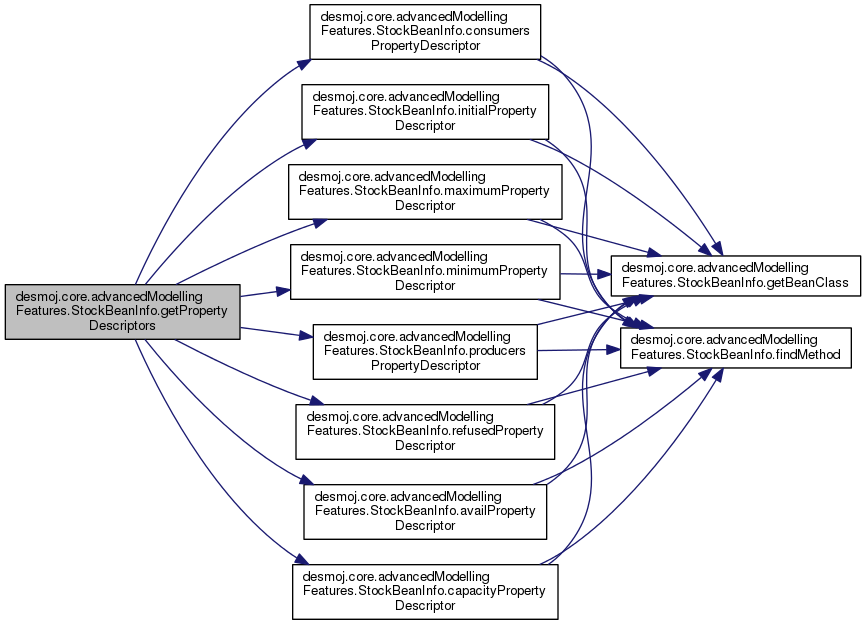 desmoj.core.advancedModelling
Features.StockBeanInfo.getProperty
Descriptors
desmoj.core.advancedModelling
Features.StockBeanInfo.consumers
PropertyDescriptor
desmoj.core.advancedModelling
Features.StockBeanInfo.initialProperty
Descriptor
desmoj.core.advancedModelling
Features.StockBeanInfo.maximumProperty
Descriptor
desmoj.core.advancedModelling
Features.StockBeanInfo.minimumProperty
Descriptor
desmoj.core.advancedModelling
Features.StockBeanInfo.producers
PropertyDescriptor
desmoj.core.advancedModelling
Features.StockBeanInfo.refusedProperty
Descriptor
desmoj.core.advancedModelling
Features.StockBeanInfo.availProperty
Descriptor
desmoj.core.advancedModelling
Features.StockBeanInfo.capacityProperty
Descriptor
desmoj.core.advancedModelling
Features.StockBeanInfo.getBeanClass
desmoj.core.advancedModelling
Features.StockBeanInfo.findMethod